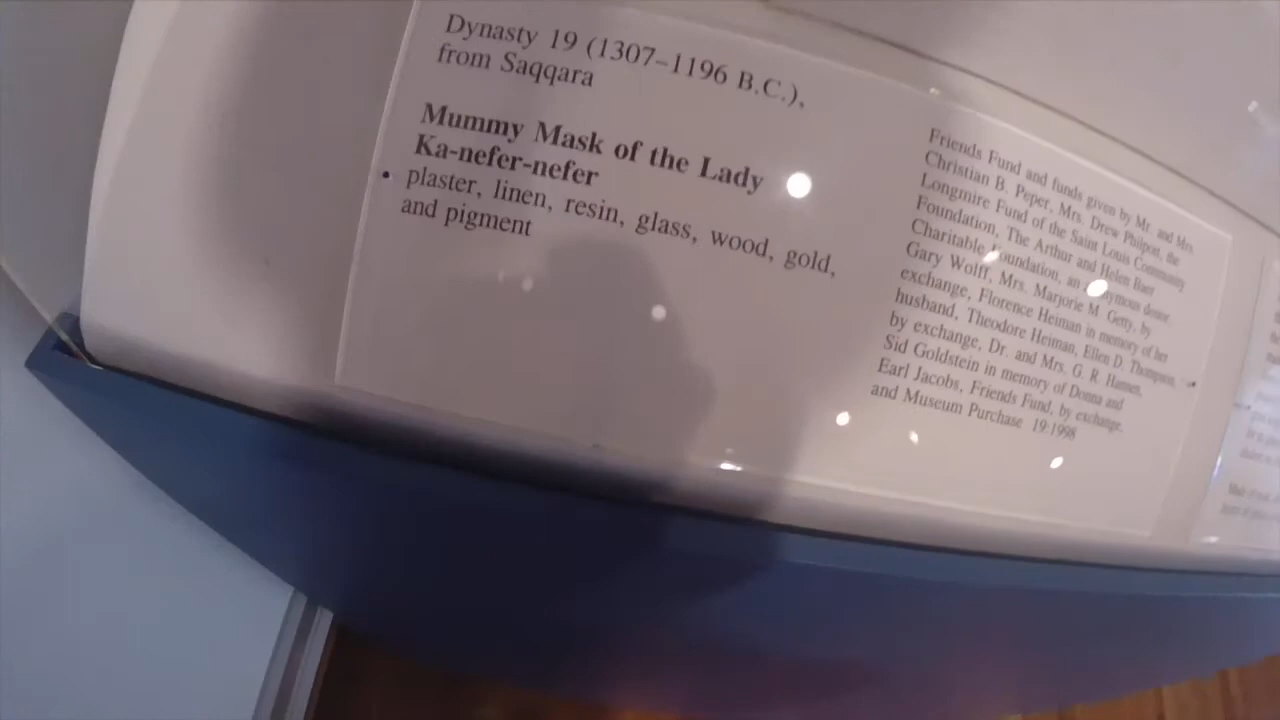 Dynasty 19 (1307–1196 B.C.),
from Saqqara
Mummy Mask of the Lady
Ka-nefer-nefer
• plaster, linen, resin, glass, wood, gold,
and pigment
Friends Fund and funds given by Mr. and Mrs.
Christian B. Peper, Mrs. Drew Philpott, the
Longmire Fund of the Saint Louis Community
Foundation, The Arthur and Helen Baer
Charitable Foundation, an anonymous donor,
Gary Wolff, Mrs. Marjorie M. Getty, by
exchange, Florence Heiman in memory of her
husband, Theodore Heiman, Ellen D. Thompson,
by exchange, Dr. and Mrs. G. R. Hansen,
Sid Goldstein in memory of Donna and
Earl Jacobs, Friends Fund, by exchange,
and Museum Purchase 19:1998